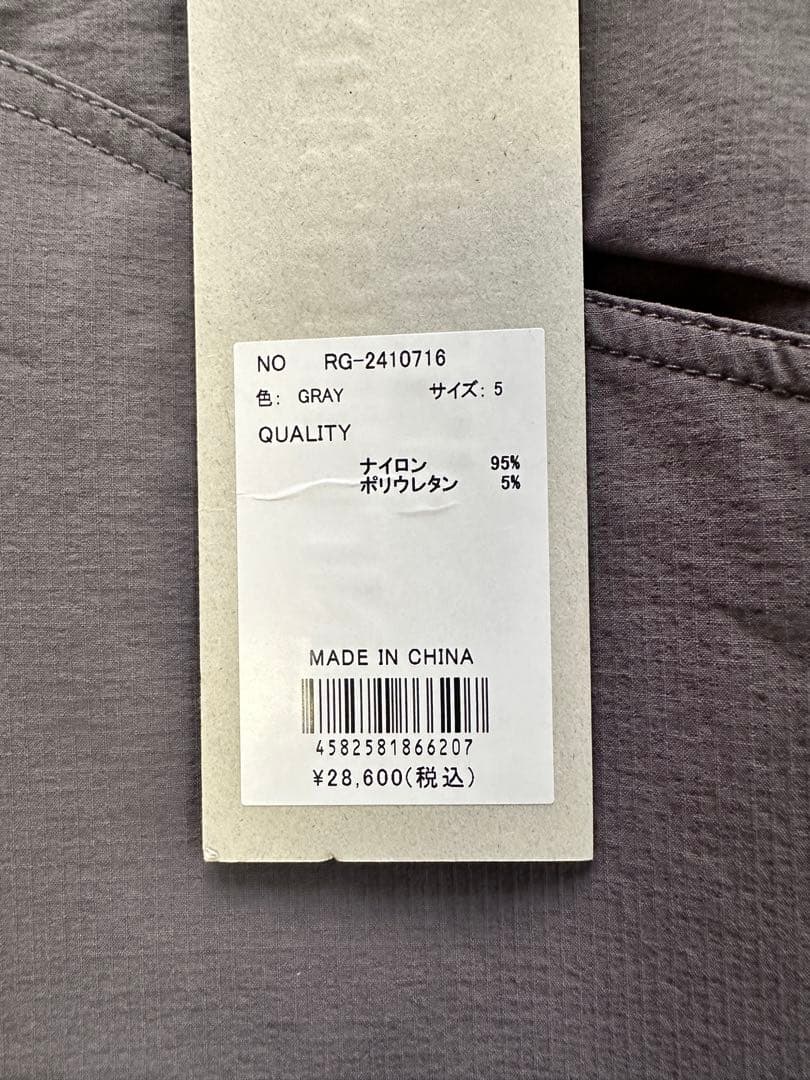 NO RG-2410716
色: GRAY サイズ: 5
QUALITY
ナイロン 95%
ポリウレタン 5%
MADE IN CHINA
4582581866207
¥28,600(税込)